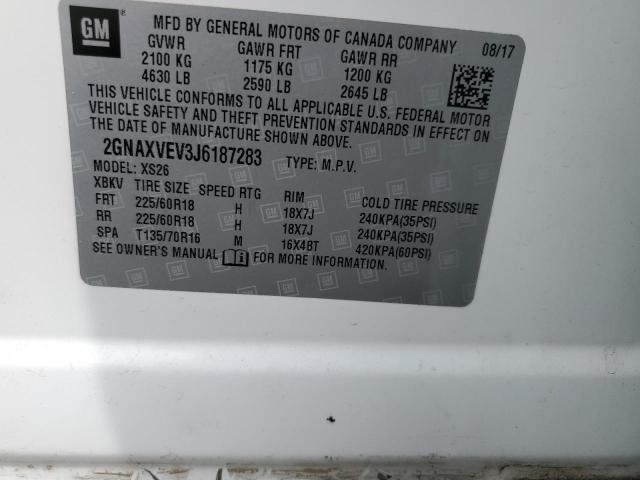 GM
MFD BY GENERAL MOTORS OF CANADA COMPANY 08/17
GVWR GAWR FRT GAWR RR
2100 KG 1175 KG 1200 KG
4630 LB 2590 LB 2645 LB
THIS VEHICLE CONFORMS TO ALL APPLICABLE U.S. FEDERAL MOTOR
VEHICLE SAFETY AND THEFT PREVENTION STANDARDS IN EFFECT ON
THE DATE OF MANUFACTURE SHOWN ABOVE.
2GNAXVEV3J6187283 TYPE: M.P.V.
MODEL: XS26
XBKV TIRE SIZE SPEED RTG RIM COLD TIRE PRESSURE
FRT 225/60R18 H 18X7J 240KPA(35PSI)
RR 225/60R18 H 18X7J 240KPA(35PSI)
SPA T135/70R16 M 16X4BT 420KPA(60PSI)
SEE OWNER'S MANUAL FOR MORE INFORMATION.